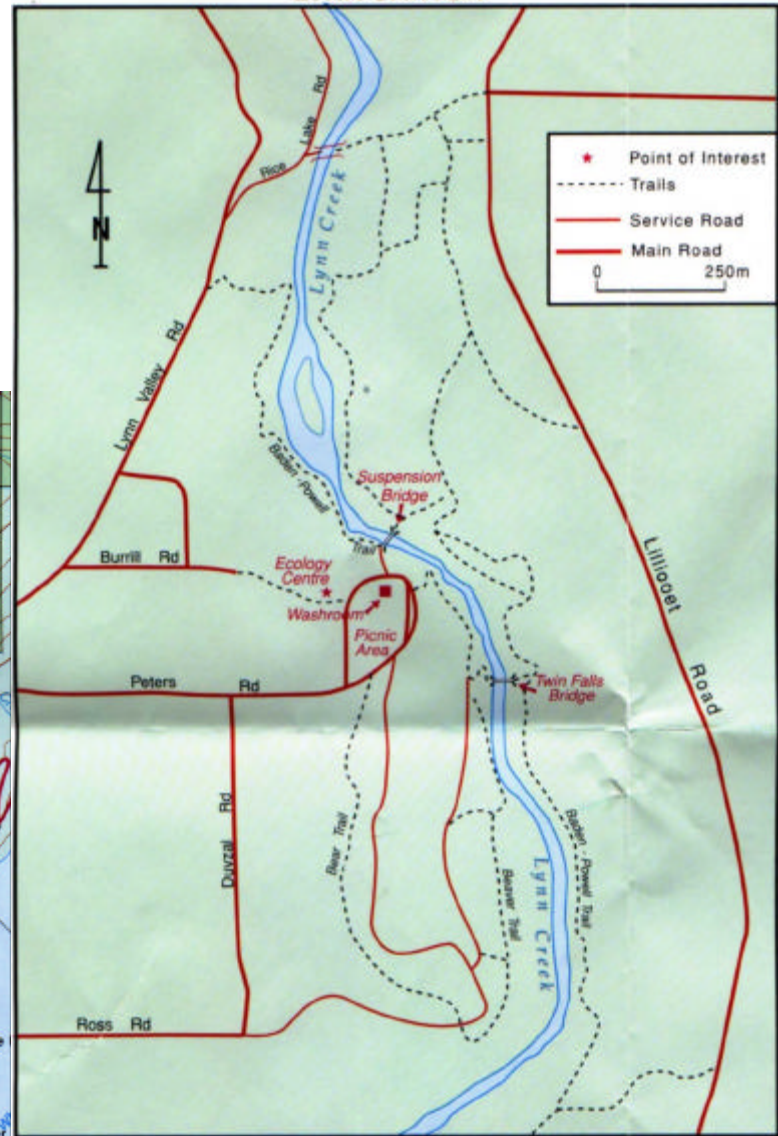 Rice Lake Rd
N
Lynn Creek
★ Point of Interest
Trails
Service Road
Main Road
0 250m
Lynn Valley Rd
Baden - Powell
Trail
Suspension
Bridge
Burrill Rd
Ecology
Centre
Washroom
Picnic
Area
Lilliooet Road
Peters Rd
Twin Falls
Bridge
Duvzal Rd
Bear Trail
Beaver Trail
Baden - Powell Trail
Lynn Creek
Ross Rd